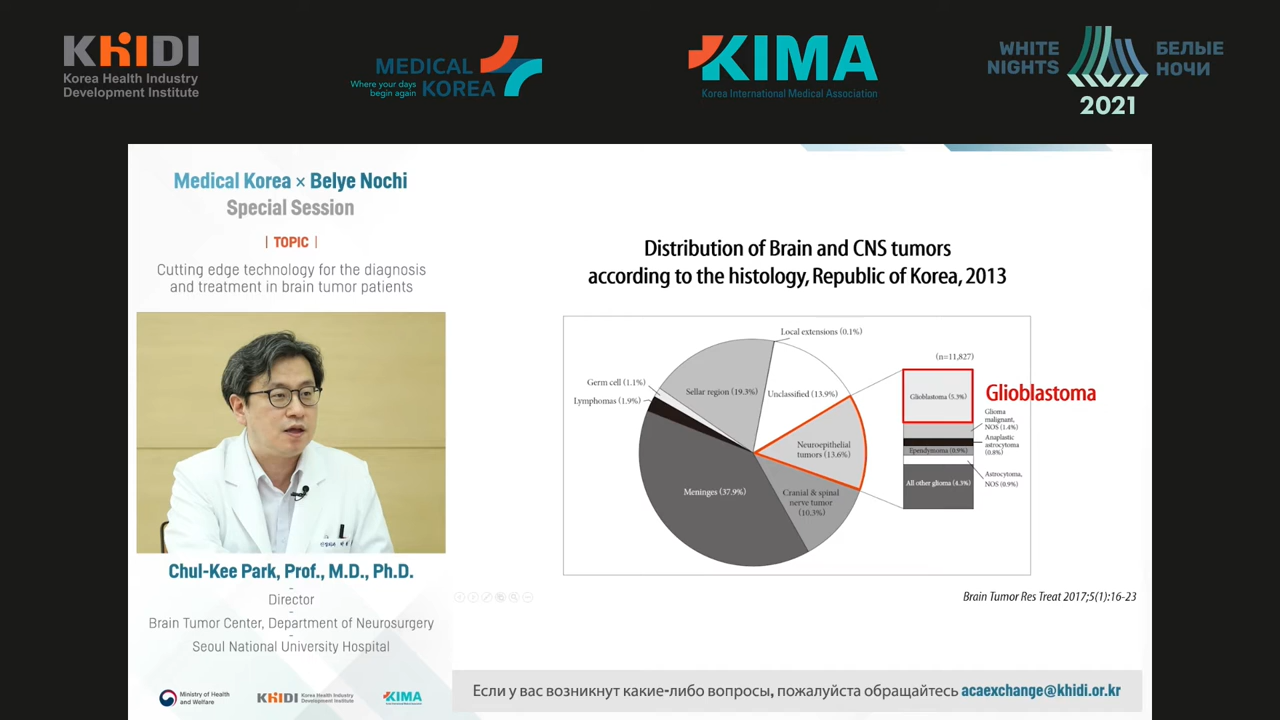 KHIDI
Korea Health Industry
Development Institute
MEDICAL
KOREA
Where your days
begin again
KIMA
Korea International Medical Association
WHITE
NIGHTS
БЕЛЫЕ
НОЧИ
2021
Medical Korea × Belye Nochi
Special Session
| TOPIC |
Cutting edge technology for the diagnosis
and treatment in brain tumor patients
Chul-Kee Park, Prof., M.D., Ph.D.
Director
Brain Tumor Center, Department of Neurosurgery
Seoul National University Hospital
Ministry of Health
and Welfare
KHIDI
Korea Health Industry
Development Institute
KIMA
Distribution of Brain and CNS tumors
according to the histology, Republic of Korea, 2013
Local extensions (0.1%)
(n=11,827)
Germ cell (1.1%)
Lymphomas (1.9%)
Sellar region (19.3%)
Unclassified (13.9%)
Neuroepithelial
tumors (13.6%)
Meninges (37.9%)
Cranial & spinal
nerve tumor
(10.3%)
Glioblastoma (5.3%)
Glioblastoma
Glioma
malignant,
NOS (1.4%)
Anaplastic
astrocytoma
(0.8%)
Ependymoma (0.9%)
Astrocytoma,
NOS (0.9%)
All other glioma (4.3%)
Brain Tumor Res Treat 2017;5(1):16-23
Если у вас возникнут какие-либо вопросы, пожалуйста обращайтесь acaexchange@khidi.or.kr